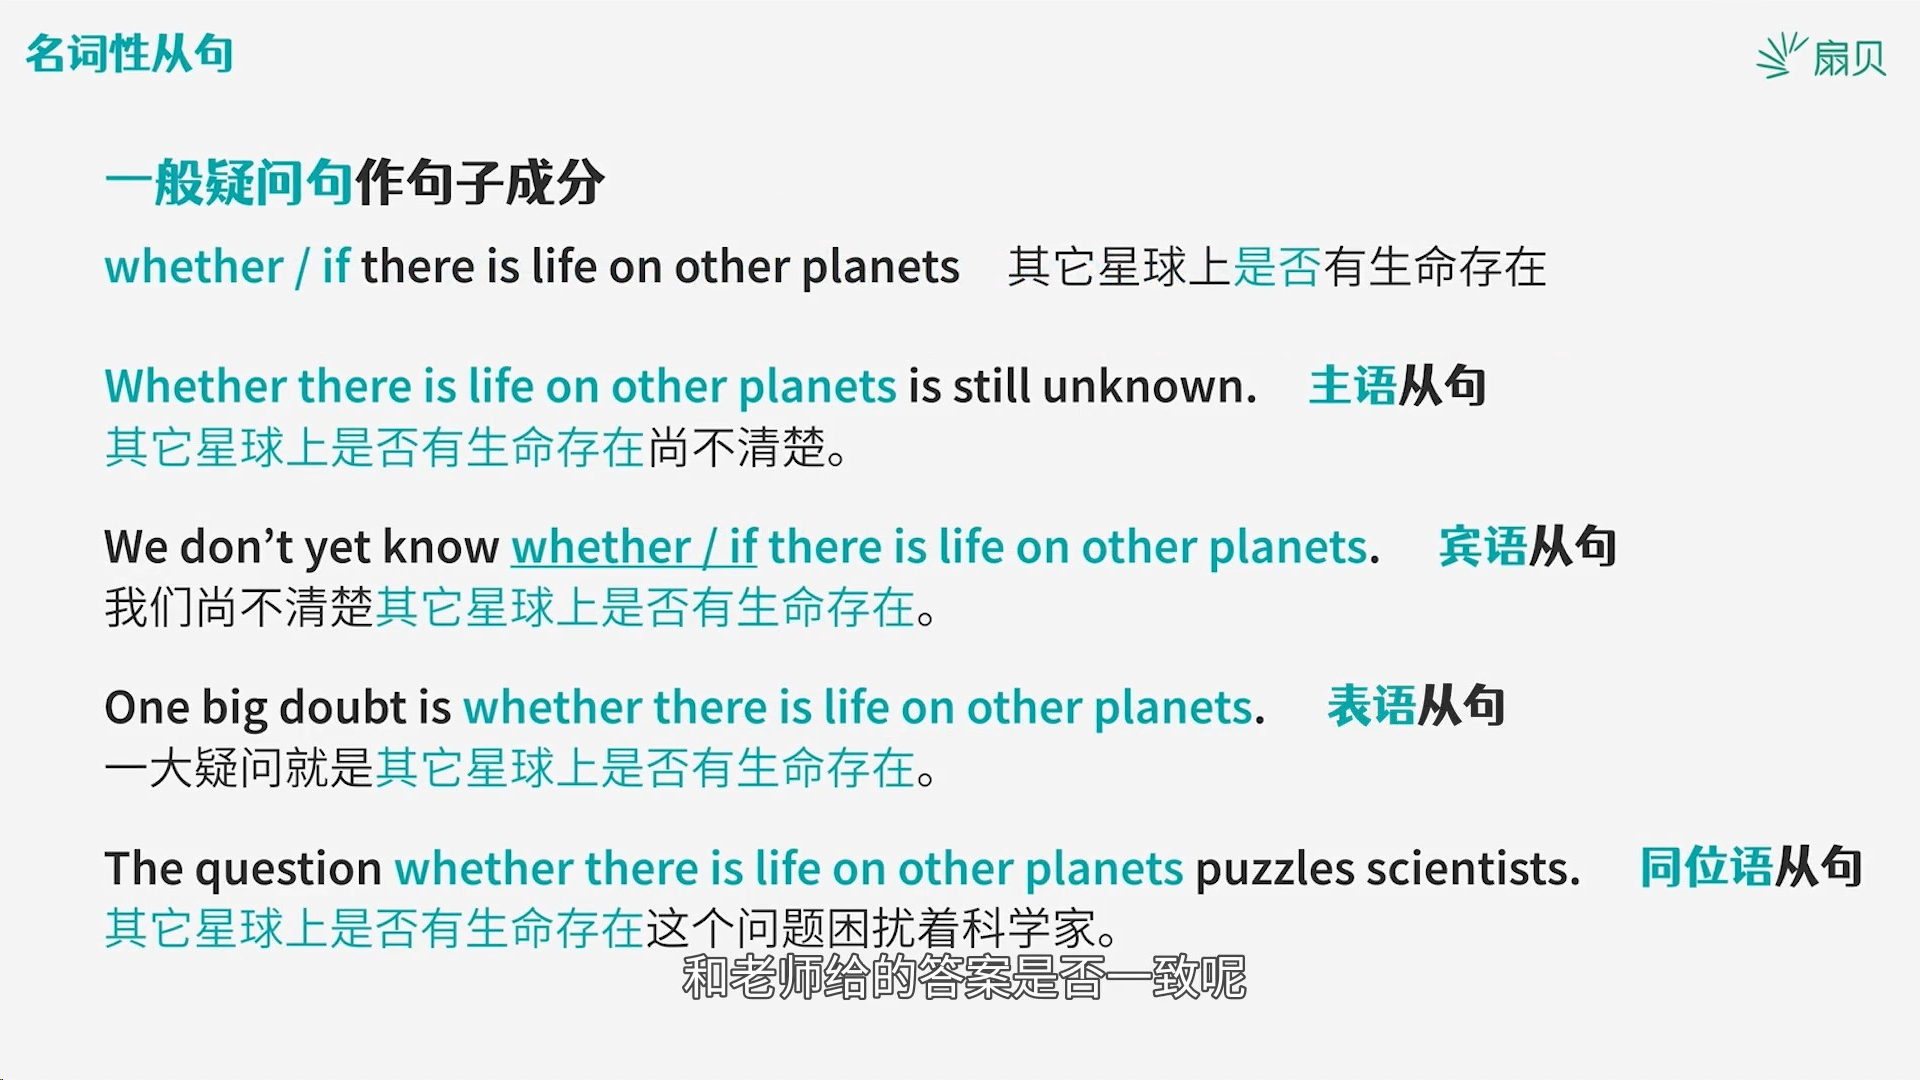 名词性从句
扇贝
一般疑问句作句子成分
whether / if there is life on other planets 其它星球上是否有生命存在
Whether there is life on other planets is still unknown. 主语从句
其它星球上是否有生命存在尚不清楚。
We don’t yet know whether / if there is life on other planets. 宾语从句
我们尚不清楚其它星球上是否有生命存在。
One big doubt is whether there is life on other planets. 表语从句
一大疑问就是其它星球上是否有生命存在。
The question whether there is life on other planets puzzles scientists. 同位语从句
其它星球上是否有生命存在这个问题困扰着科学家。
和老师给的答案是否一致呢